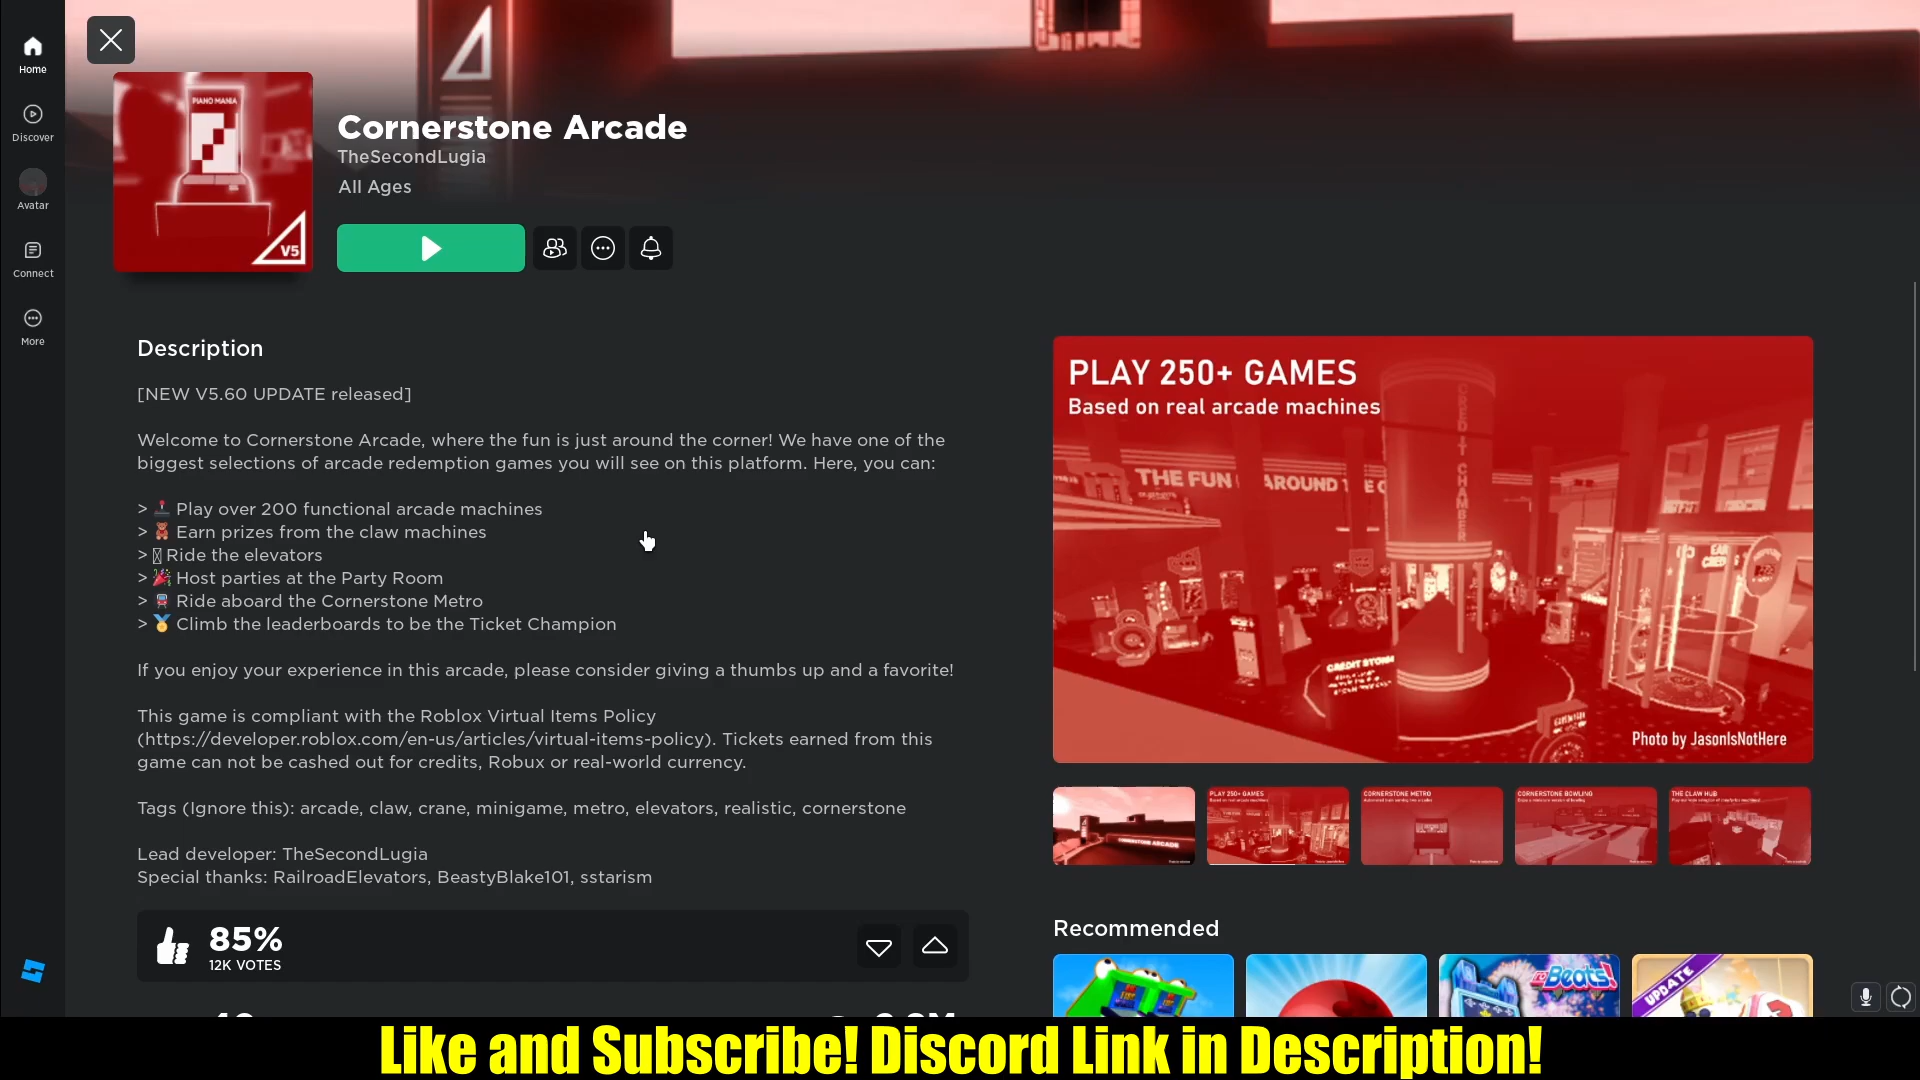 Home
Discover
Avatar
Connect
More
PIANO MANIA
V5
Cornerstone Arcade
TheSecondLugia
All Ages
Description
[NEW V5.60 UPDATE released]
Welcome to Cornerstone Arcade, where the fun is just around the corner! We have one of the
biggest selections of arcade redemption games you will see on this platform. Here, you can:
> 🕹️ Play over 200 functional arcade machines
> 🧸 Earn prizes from the claw machines
> Ride the elevators
> 🎉 Host parties at the Party Room
> 🚇 Ride aboard the Cornerstone Metro
> 🏅 Climb the leaderboards to be the Ticket Champion
If you enjoy your experience in this arcade, please consider giving a thumbs up and a favorite!
This game is compliant with the Roblox Virtual Items Policy
(https://developer.roblox.com/en-us/articles/virtual-items-policy). Tickets earned from this
game can not be cashed out for credits, Robux or real-world currency.
Tags (Ignore this): arcade, claw, crane, minigame, metro, elevators, realistic, cornerstone
Lead developer: TheSecondLugia
Special thanks: RailroadElevators, BeastyBlake101, sstarism
85%
12K VOTES
PLAY 250+ GAMES
Based on real arcade machines
THE FUN
AROUND THE
CREDIT CHAMBER
CREDIT STORM
Photo by JasonIsNotHere
PLAY 250+ GAMES
CORNERSTONE METRO
CORNERSTONE BOWLING
THE CLAW HUB
CORNERSTONE ARCADE
Recommended
Beats!
UPDATE
Like and Subscribe! Discord Link in Description!